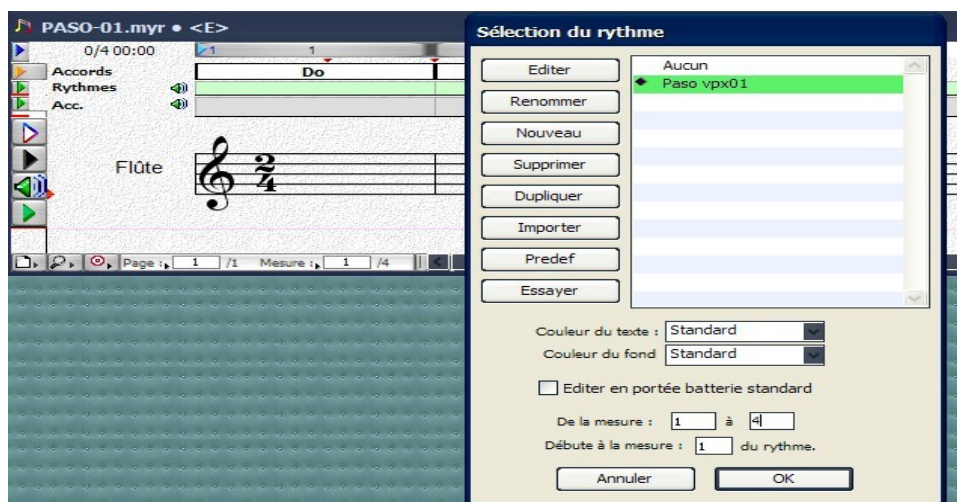 PASO-01.myr • <E>
0/4 00:00
1
1
Accords
Do
Rythmes
Acc.
Flûte
2
4
Page : 1 /1 Mesure : 1 /4
Sélection du rythme
Editer
Renommer
Nouveau
Supprimer
Dupliquer
Importer
Predef
Essayer
Aucun
Paso vpx01
Couleur du texte : Standard
Couleur du fond Standard
Editer en portée batterie standard
De la mesure : 1 à 4
Débute à la mesure : 1 du rythme.
Annuler OK